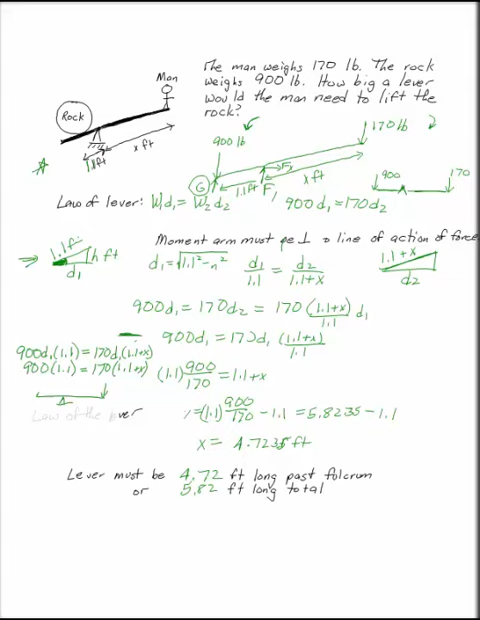 The man weighs 170 lb. The rock
weighs 900 lb. How big a lever
would the man need to lift the
rock?
Man
Rock
1.1ft
x ft
900 lb
170 lb
G
1.1ft
F,
x ft
900
170
Law of lever: W₁d₁ = W₂d₂
900d₁ = 170d₂
Moment arm must be ⊥ to line of action of force
1.1 ft
h ft
d₁
d₁ = √1.1²-h²
d₁/1.1 = d₂/1.1+x
1.1+x
d₂
900d₁ = 170d₂ = 170 (1.1+x)/1.1 d₁
900d₁ = 170d₁ (1.1+x)/1.1
900d₁(1.1) = 170d₁(1.1+x)
900(1.1) = 170(1.1+x)
(1.1) 900/170 = 1.1+x
Law of the lever
x = (1.1) 900/170 - 1.1 = 5.8235 - 1.1
x = 4.7235 ft
Lever must be 4.72 ft long past folcrum
or 5.82 ft long total